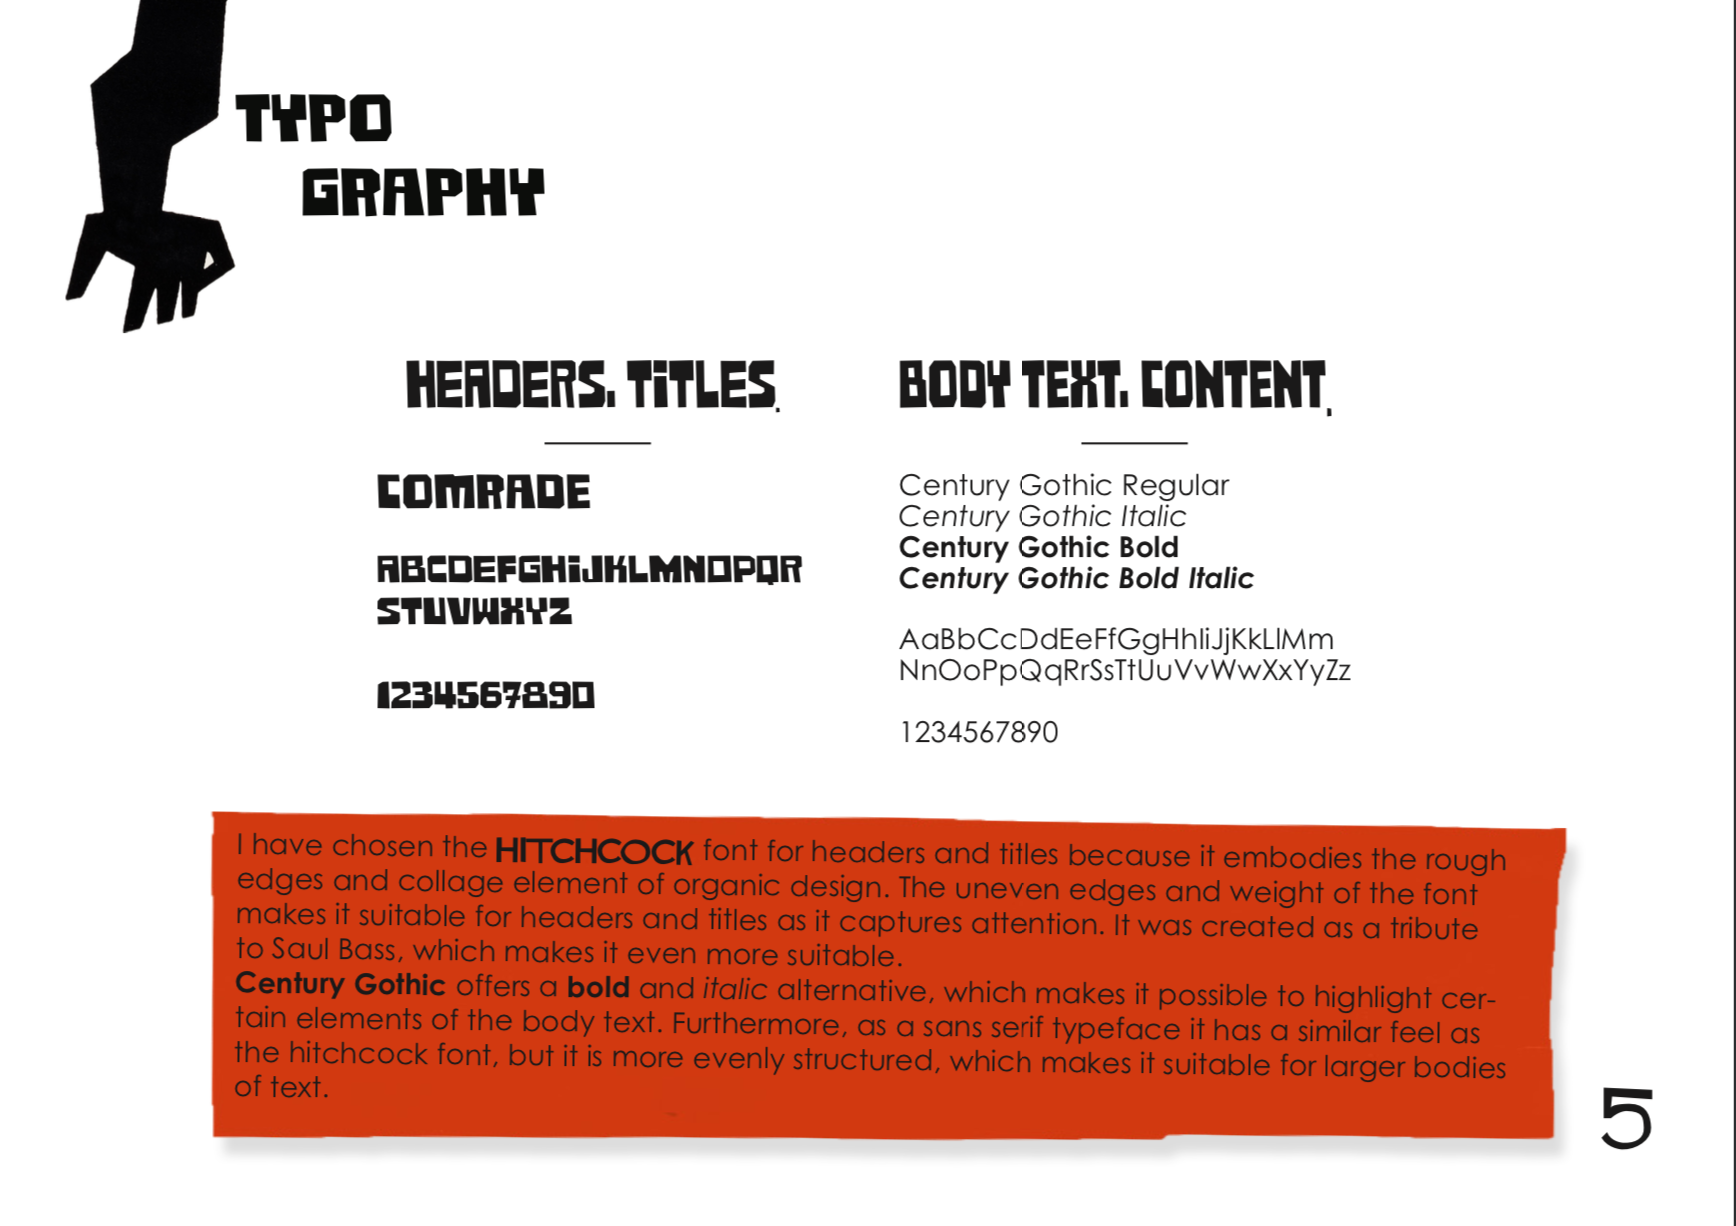 TYPO
GRAPHY
HEADERS. TiTLES.
BODY TEXT. CONTENT.
COMRADE
ABCDEFGHiJKLMNOPQR
STUVWXYZ
1234567890
Century Gothic Regular
Century Gothic Italic
Century Gothic Bold
Century Gothic Bold Italic
AaBbCcDdEeFfGgHhIiJjKkLlMm
NnOoPpQqRrSsTtUuVvWwXxYyZz
1234567890
I have chosen the HITCHCOCK font for headers and titles because it embodies the rough
edges and collage element of organic design. The uneven edges and weight of the font
makes it suitable for headers and titles as it captures attention. It was created as a tribute
to Saul Bass, which makes it even more suitable.
Century Gothic offers a bold and italic alternative, which makes it possible to highlight cer-
tain elements of the body text. Furthermore, as a sans serif typeface it has a similar feel as
the hitchcock font, but it is more evenly structured, which makes it suitable for larger bodies
of text.
5